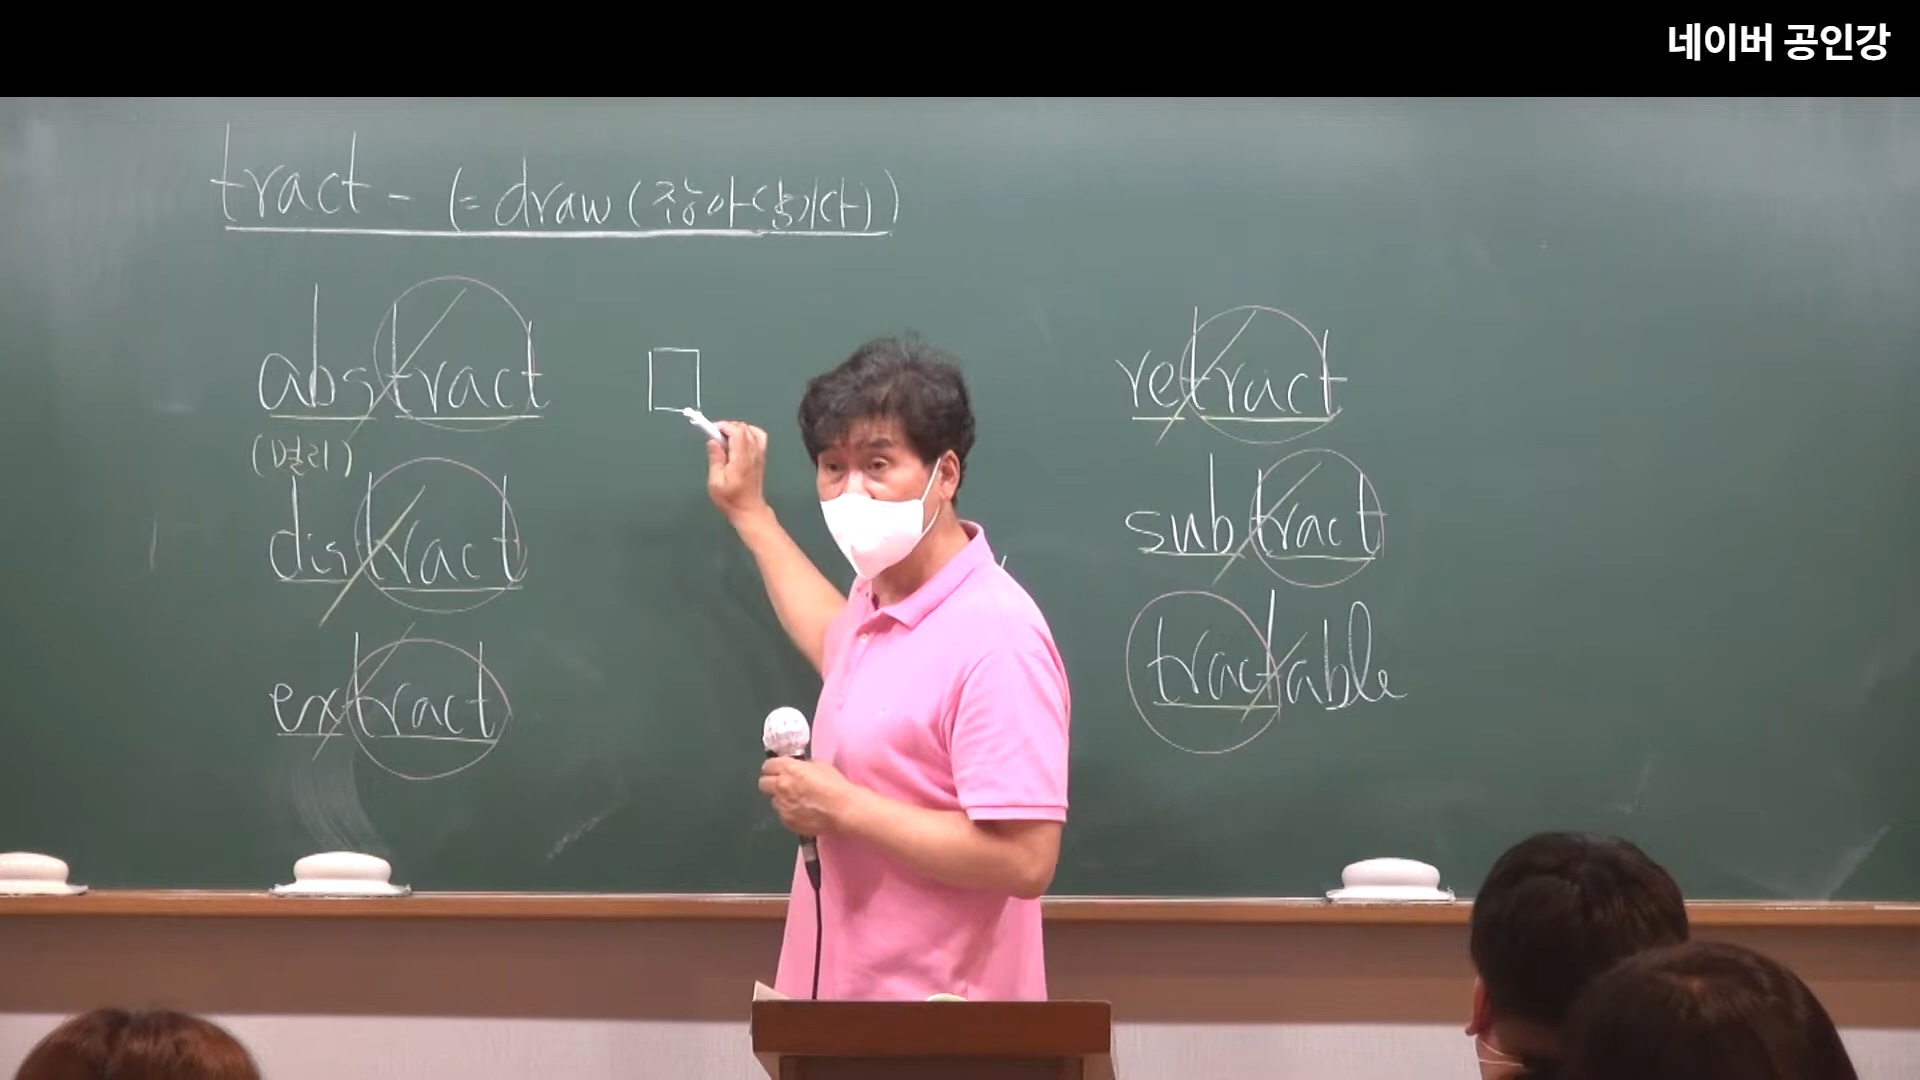 네이버 공인강
tract - (= draw (잡아당기다))
abstract
(멀리)
distract
extract
retract
subtract
tractable